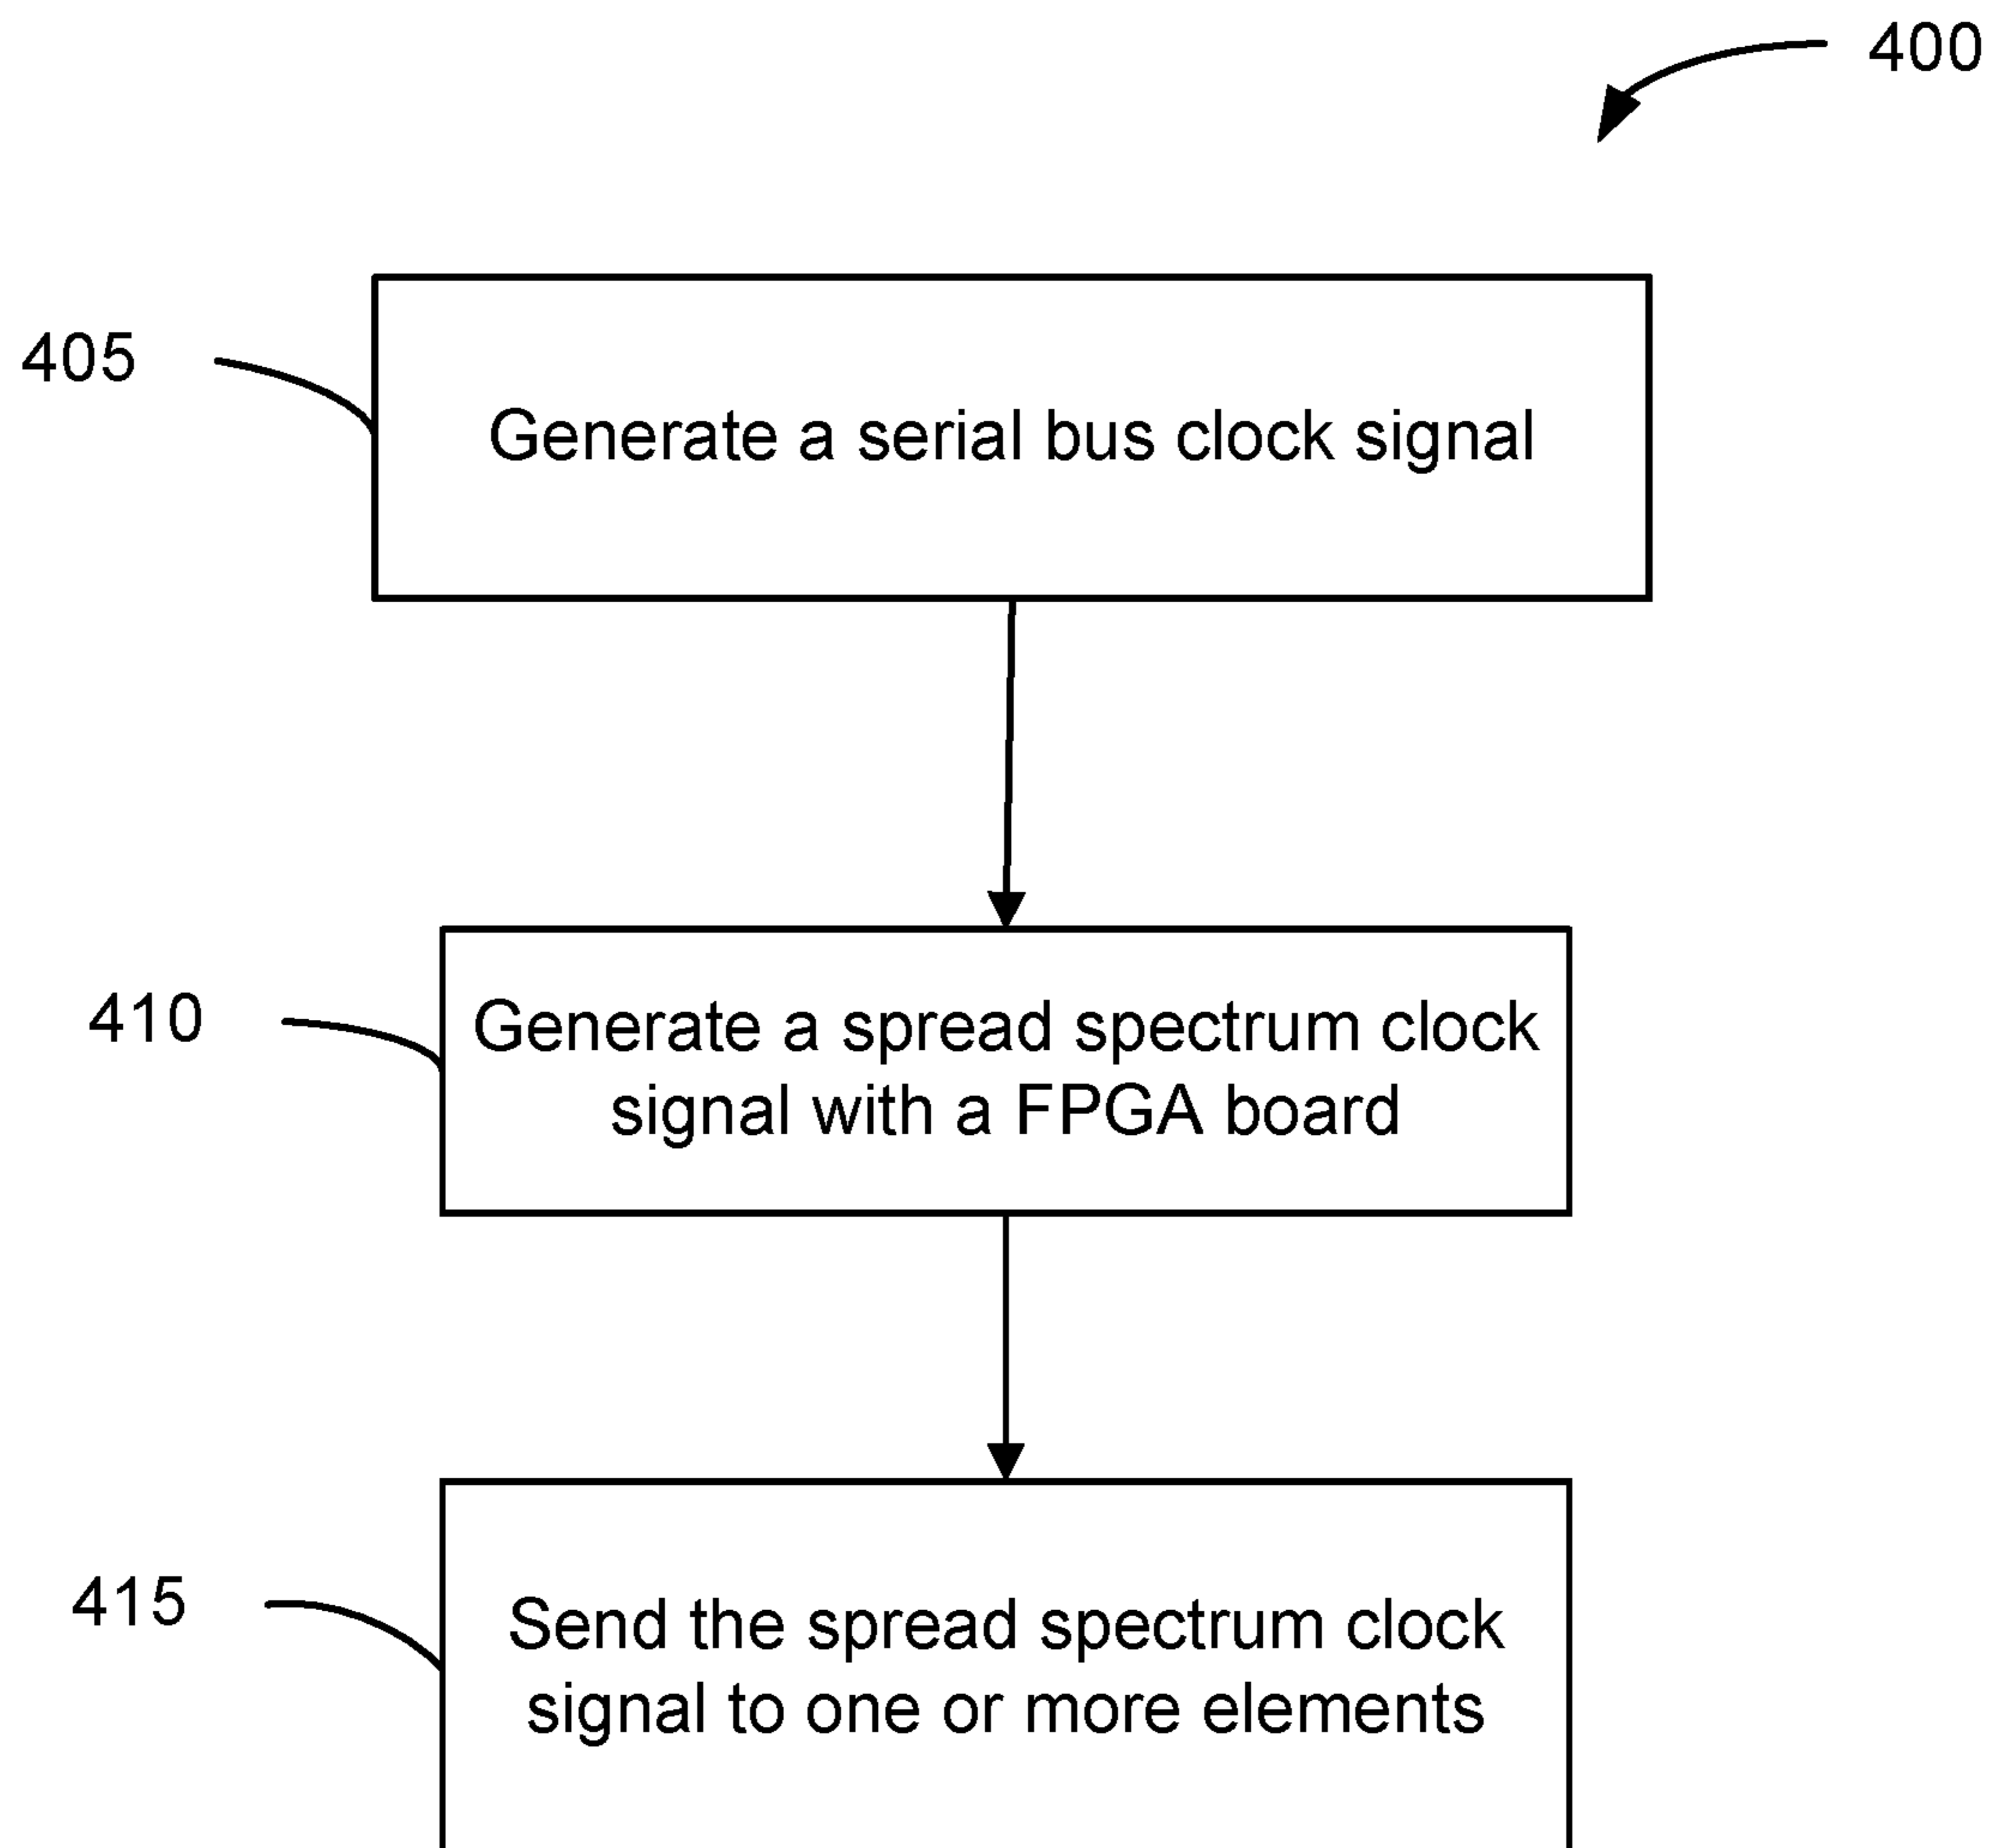 400
405
Generate a serial bus clock signal
410
Generate a spread spectrum clock
signal with a FPGA board
415
Send the spread spectrum clock
signal to one or more elements